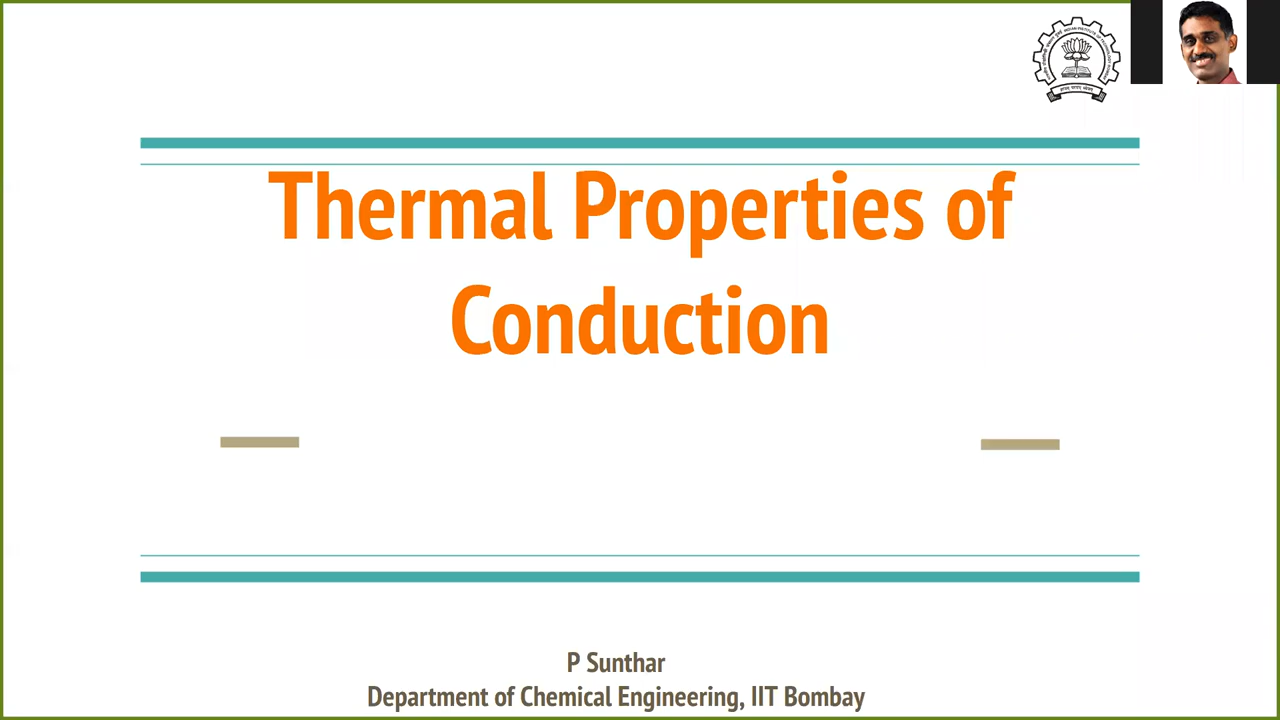 Thermal Properties of
Conduction
P Sunthar
Department of Chemical Engineering, IIT Bombay